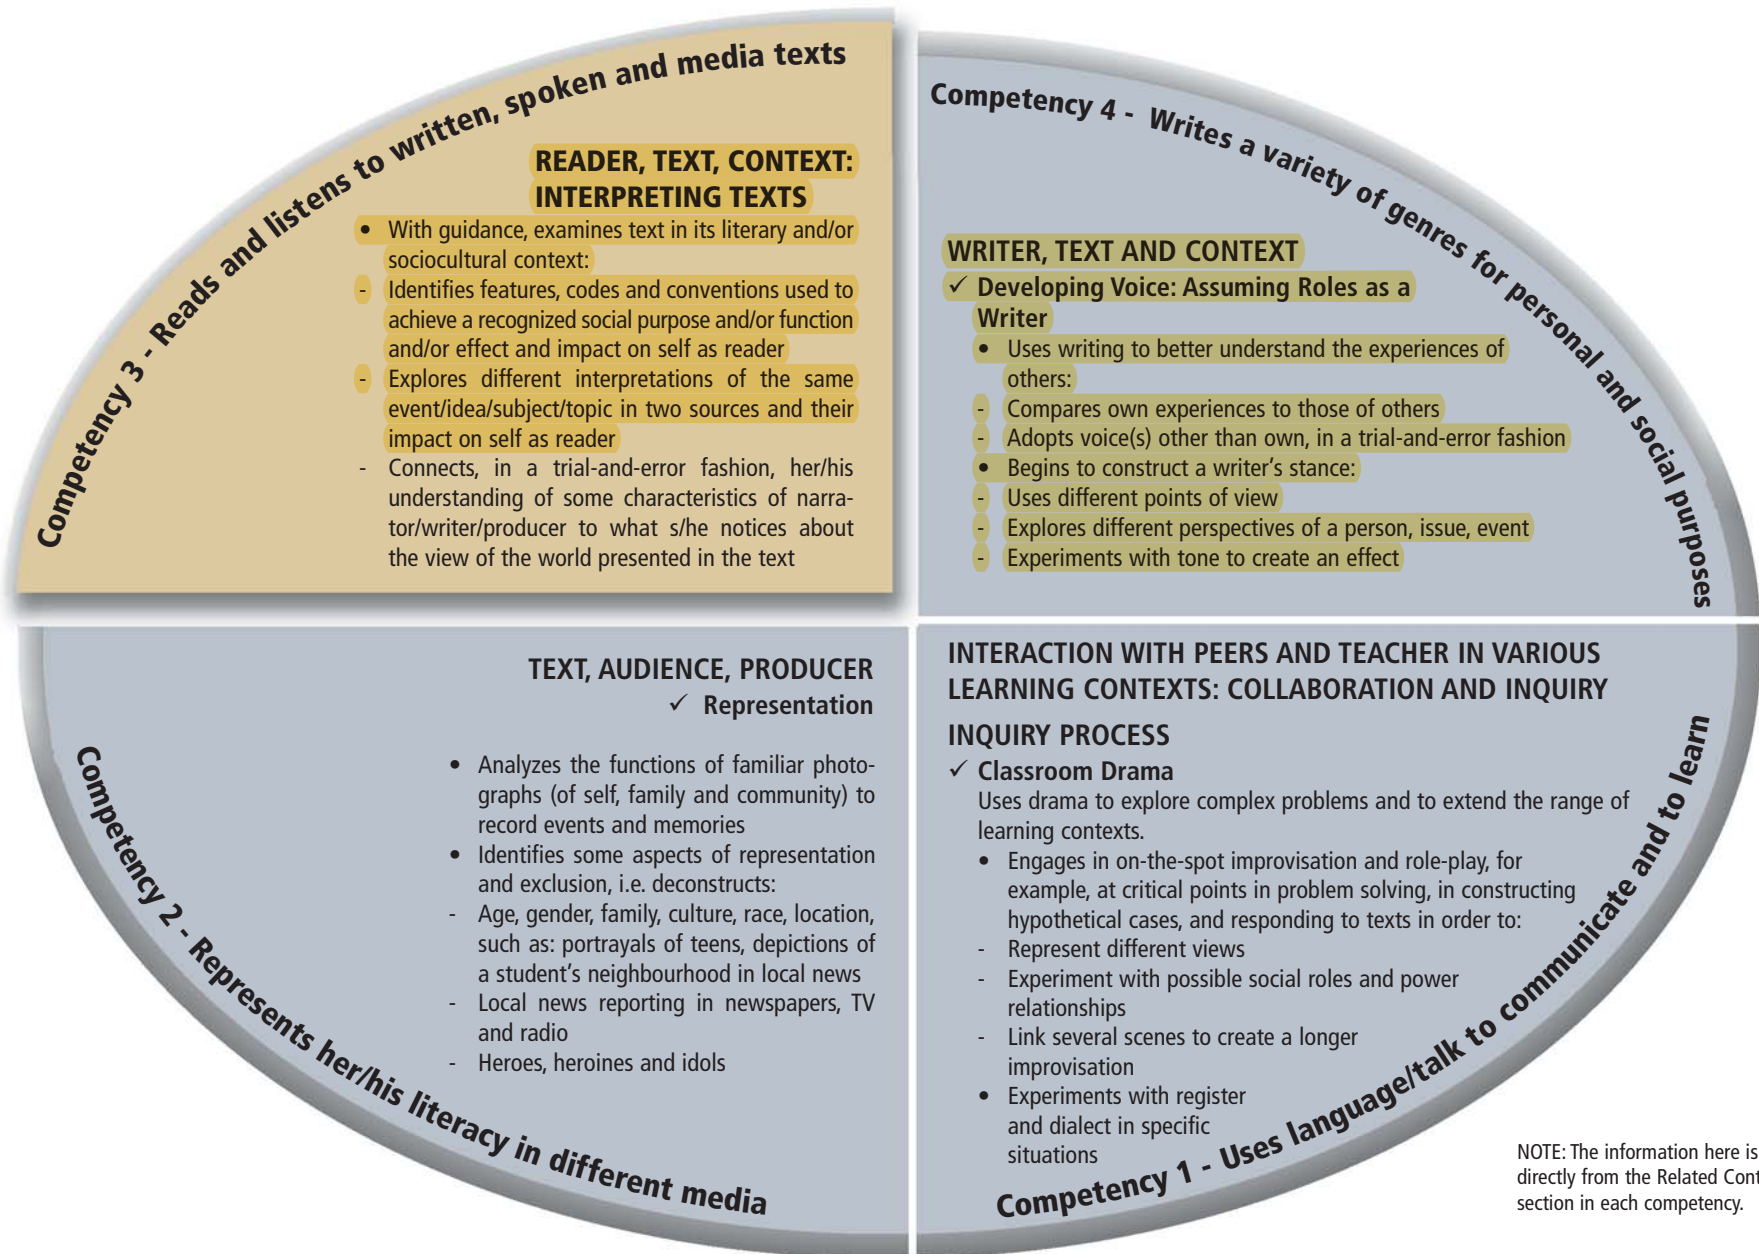 Competency 3 - Reads and listens to written, spoken and media texts
READER, TEXT, CONTEXT:
INTERPRETING TEXTS
• With guidance, examines text in its literary and/or
sociocultural context:
- Identifies features, codes and conventions used to
achieve a recognized social purpose and/or function
and/or effect and impact on self as reader
- Explores different interpretations of the same
event/idea/subject/topic in two sources and their
impact on self as reader
- Connects, in a trial-and-error fashion, her/his
understanding of some characteristics of narra-
tor/writer/producer to what s/he notices about
the view of the world presented in the text
Competency 4 - Writes a variety of genres for personal and social purposes
WRITER, TEXT AND CONTEXT
✓ Developing Voice: Assuming Roles as a
Writer
• Uses writing to better understand the experiences of
others:
- Compares own experiences to those of others
- Adopts voice(s) other than own, in a trial-and-error fashion
• Begins to construct a writer's stance:
- Uses different points of view
- Explores different perspectives of a person, issue, event
- Experiments with tone to create an effect
TEXT, AUDIENCE, PRODUCER
✓ Representation
• Analyzes the functions of familiar photo-
graphs (of self, family and community) to
record events and memories
• Identifies some aspects of representation
and exclusion, i.e. deconstructs:
- Age, gender, family, culture, race, location,
such as: portrayals of teens, depictions of
a student's neighbourhood in local news
- Local news reporting in newspapers, TV
and radio
- Heroes, heroines and idols
Competency 2 - Represents her/his literacy in different media
INTERACTION WITH PEERS AND TEACHER IN VARIOUS
LEARNING CONTEXTS: COLLABORATION AND INQUIRY
INQUIRY PROCESS
✓ Classroom Drama
Uses drama to explore complex problems and to extend the range of
learning contexts.
• Engages in on-the-spot improvisation and role-play, for
example, at critical points in problem solving, in constructing
hypothetical cases, and responding to texts in order to:
- Represent different views
- Experiment with possible social roles and power
relationships
- Link several scenes to create a longer
improvisation
• Experiments with register
and dialect in specific
situations
Competency 1 - Uses language/talk to communicate and to learn
NOTE: The information here is
directly from the Related
section in each competency.